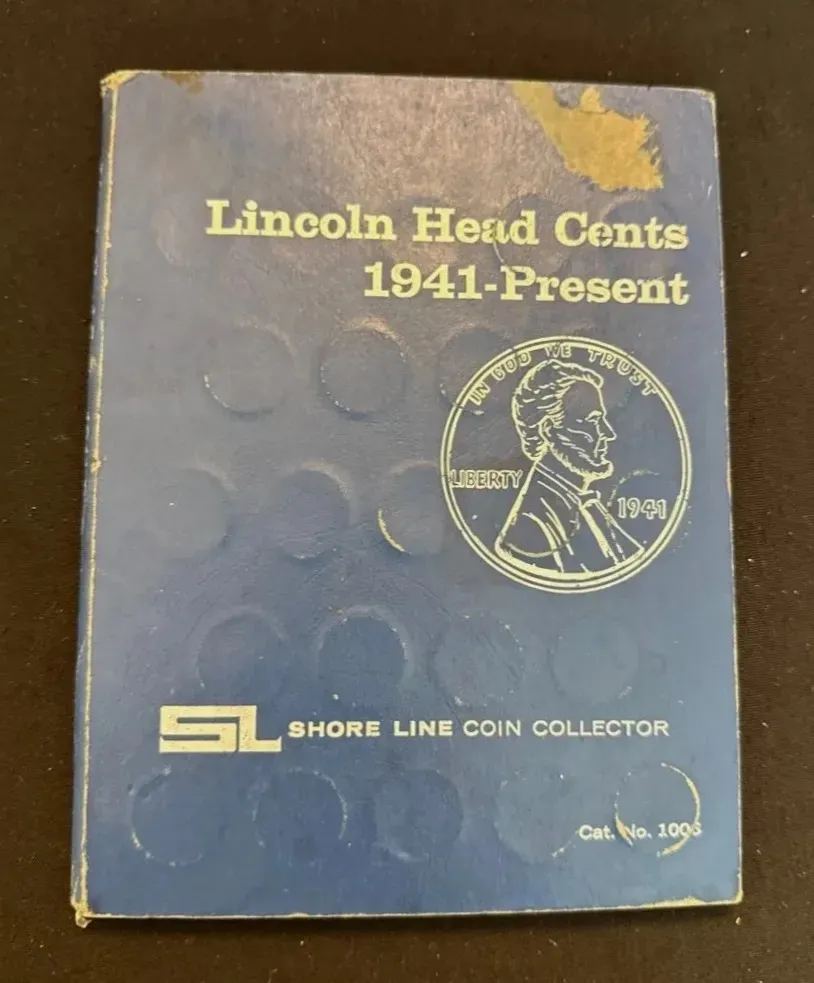 Lincoln Head Cents
1941-Present
IN GOD WE TRUST
LIBERTY
1941
SL SHORE LINE COIN COLLECTOR
Cat. No.